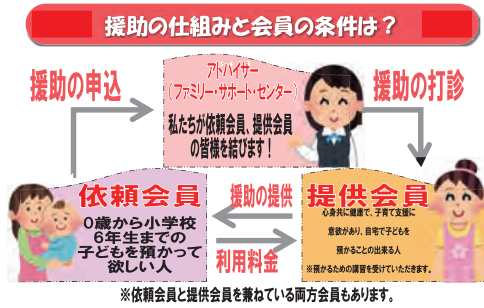 援助の仕組みと会員の条件は?
アドバイザー
(ファミリー・サポート・センター)
私たちが依頼会員、提供会員
の皆様を結びます!
援助の申込
援助の打診
依頼会員
0歳から小学校
6年生までの
子どもを預かって
欲しい人
援助の提供
利用料金
提供会員
心身共に健康で、子育て支援に
意欲があり、自宅で子どもを
預かることの出来る人
※預かるための講習を受けていただきます。
※依頼会員と提供会員を兼ねている両方会員もあります。